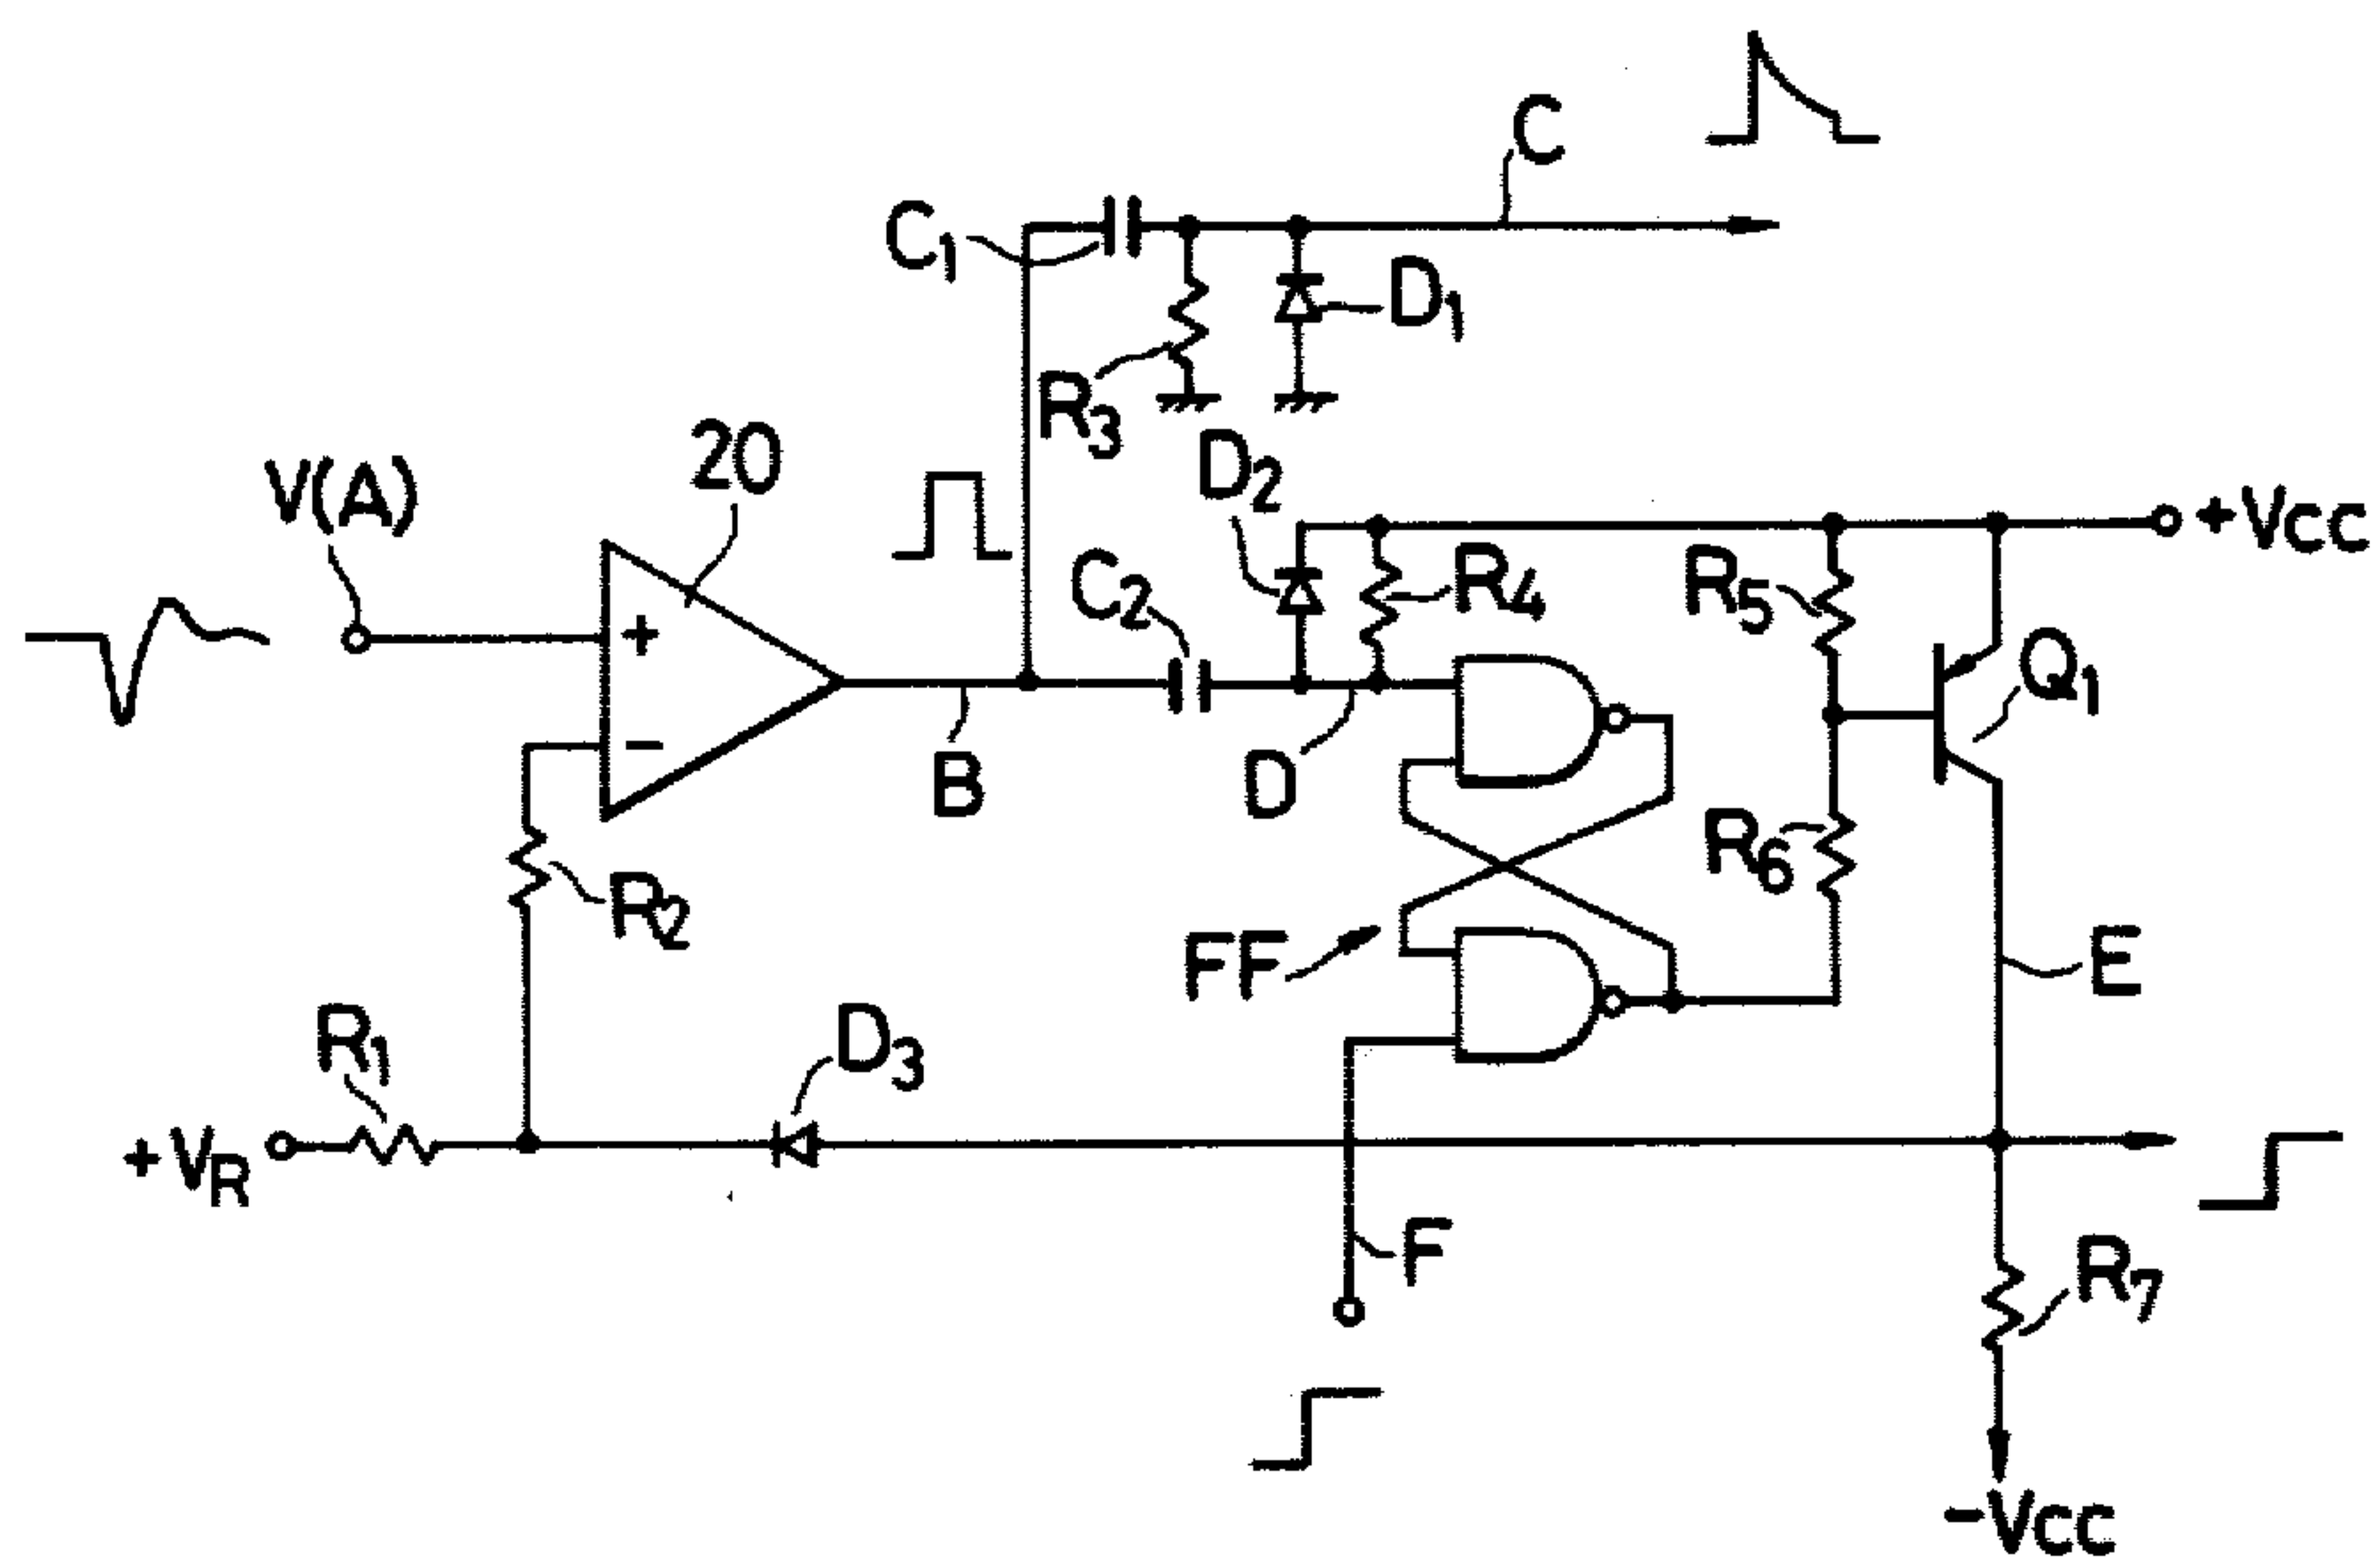 C
C1
D1
R3
20
D2
V(A)
+VCC
C2
R4
R5
+
Q1
−
B
D
R6
R2
FF
E
R1
D3
+VR
F
R7
−VCC